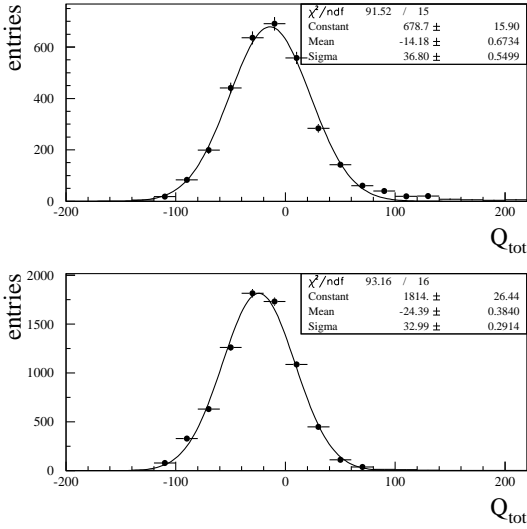 χ²/ndf 91.52 / 15
Constant 678.7 ± 15.90
Mean -14.18 ± 0.6734
Sigma 36.80 ± 0.5499
entries
600
400
200
0
-200 -100 0 100 200
Q_tot
χ²/ndf 93.16 / 16
Constant 1814. ± 26.44
Mean -24.39 ± 0.3840
Sigma 32.99 ± 0.2914
entries
2000
1500
1000
500
0
-200 -100 0 100 200
Q_tot